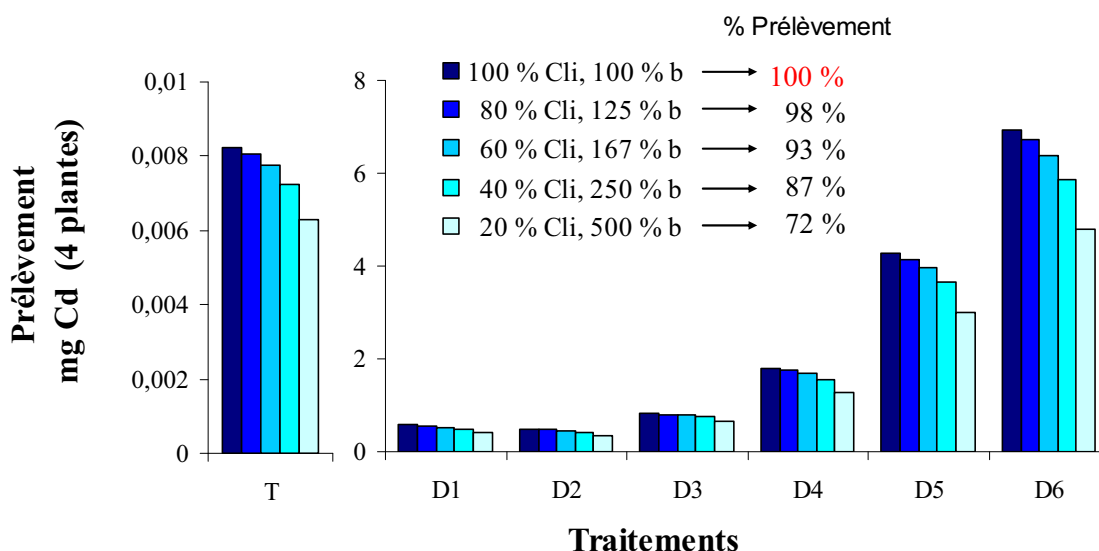 % Prélèvement
100 % Cli, 100 % b 100 %
80 % Cli, 125 % b 98 %
60 % Cli, 167 % b 93 %
40 % Cli, 250 % b 87 %
20 % Cli, 500 % b 72 %
Prélèvement
mg Cd (4 plantes)
0,01
0,008
0,006
0,004
0,002
0
T
8
6
4
2
0
D1 D2 D3 D4 D5 D6
Traitements